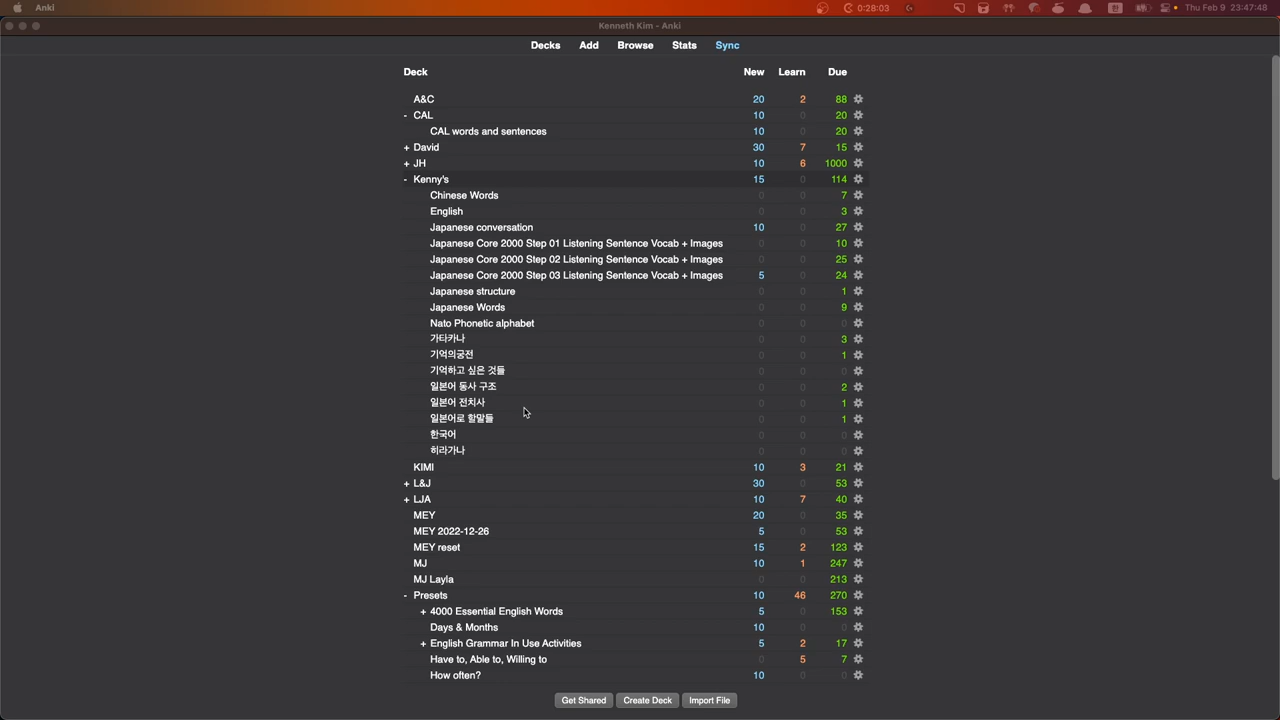 Anki 0:28:03 Thu Feb 9 23:47:48
Kenneth Kim - Anki
Decks Add Browse Stats Sync
Deck New Learn Due
A&C 20 2 88
- CAL 10 0 20
CAL words and sentences 10 0 20
+ David 30 7 15
+ JH 10 6 1000
- Kenny's 15 0 114
Chinese Words 0 0 7
English 0 0 3
Japanese conversation 10 0 27
Japanese Core 2000 Step 01 Listening Sentence Vocab + Images 0 0 10
Japanese Core 2000 Step 02 Listening Sentence Vocab + Images 0 0 25
Japanese Core 2000 Step 03 Listening Sentence Vocab + Images 5 0 24
Japanese structure 0 0 1
Japanese Words 0 0 9
Nato Phonetic alphabet 0 0 0
가타카나 0 0 3
기억의궁전 0 0 1
기억하고 싶은 것들 0 0 0
일본어 동사 구조 0 0 2
일본어 전치사 0 0 1
일본어로 할말들 0 0 1
한국어 0 0 0
히라가나 0 0 0
KIMI 10 3 21
+ L&J 30 0 53
+ LJA 10 7 40
MEY 20 0 35
MEY 2022-12-26 5 0 53
MEY reset 15 2 123
MJ 10 1 247
MJ Layla 0 0 213
- Presets 10 46 270
+ 4000 Essential English Words 5 0 153
Days & Months 10 0 0
+ English Grammar In Use Activities 5 2 17
Have to, Able to, Willing to 0 5 7
How often? 10 0 0
Get Shared Create Deck Import File